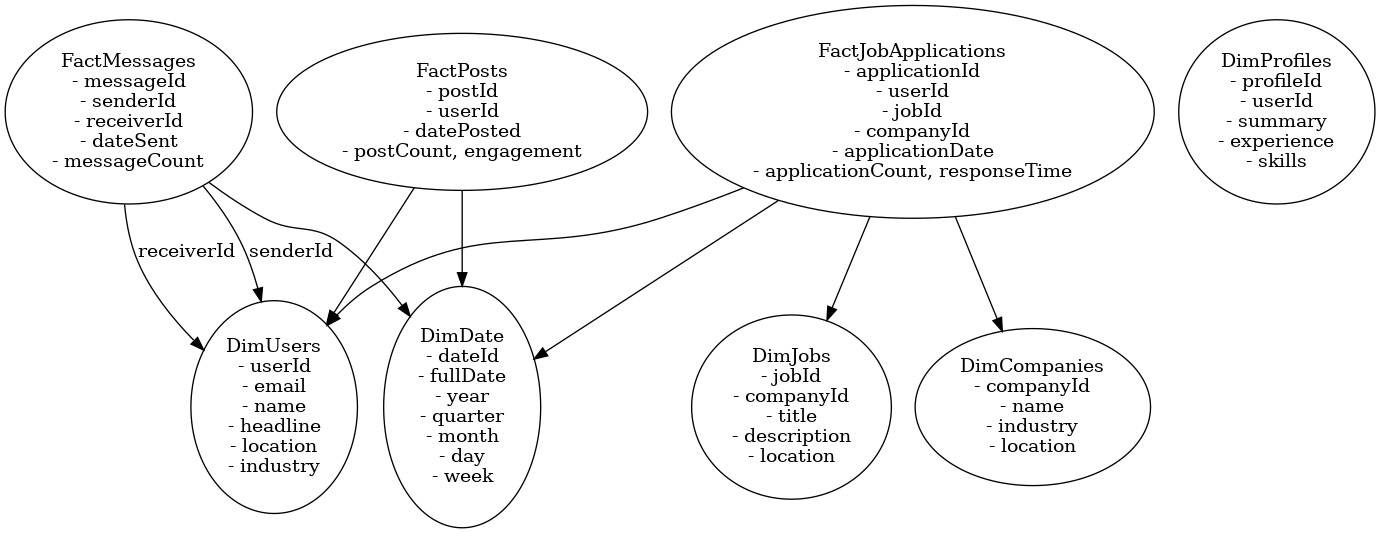 FactMessages
- messageId
- senderId
- receiverId
- dateSent
- messageCount
FactPosts
- postId
- userId
- datePosted
- postCount, engagement
FactJobApplications
- applicationId
- userId
- jobId
- companyId
- applicationDate
- applicationCount, responseTime
DimProfiles
- profileId
- userId
- summary
- experience
- skills
receiverId
senderId
DimUsers
- userId
- email
- name
- headline
- location
- industry
DimDate
- dateId
- fullDate
- year
- quarter
- month
- day
- week
DimJobs
- jobId
- companyId
- title
- description
- location
DimCompanies
- companyId
- name
- industry
- location